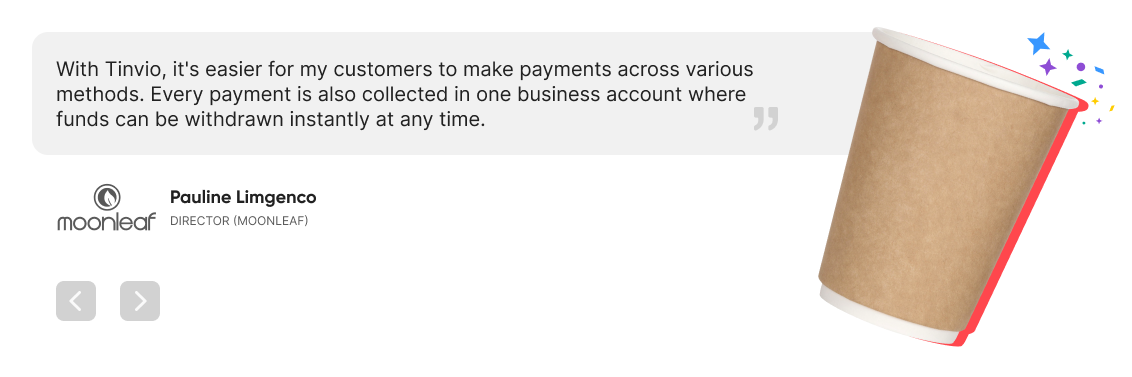 With Tinvio, it's easier for my customers to make payments across various
methods. Every payment is also collected in one business account where
funds can be withdrawn instantly at any time.
”
moonleaf
Pauline Limgenco
DIRECTOR (MOONLEAF)